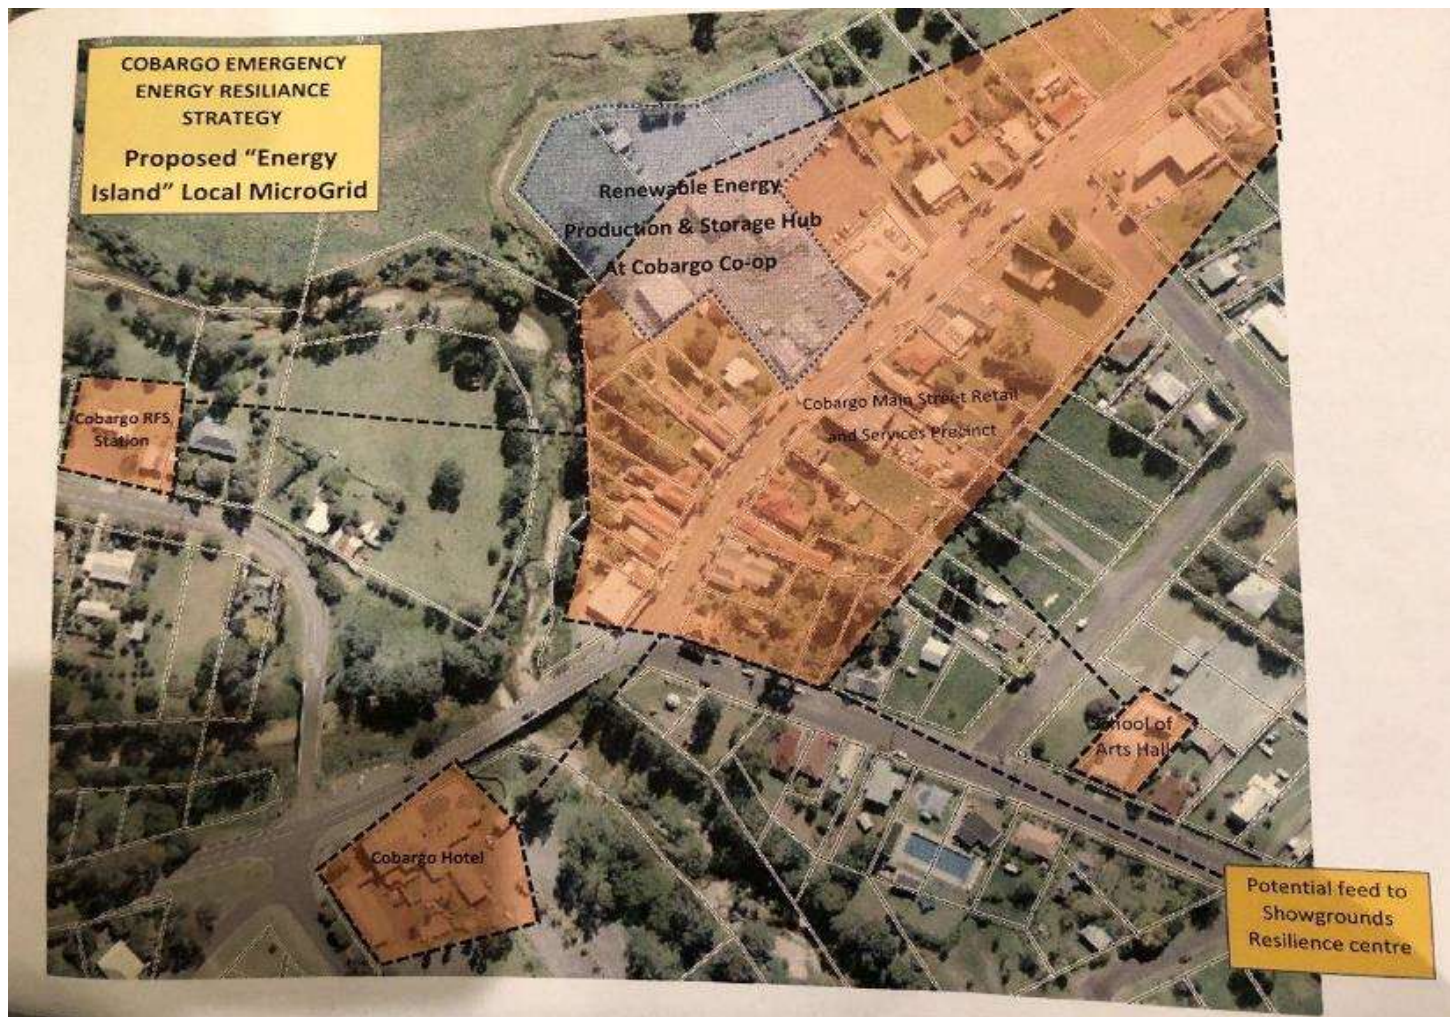 COBARGO EMERGENCY
ENERGY RESILIANCE
STRATEGY
Proposed “Energy
Island” Local MicroGrid
Renewable Energy
Production & Storage Hub
At Cobargo Co-op
Cobargo RFS
Station
Cobargo Main Street Retail
and Services Precinct
School of
Arts Hall
Cobargo Hotel
Potential feed to
Showgrounds
Resilience centre